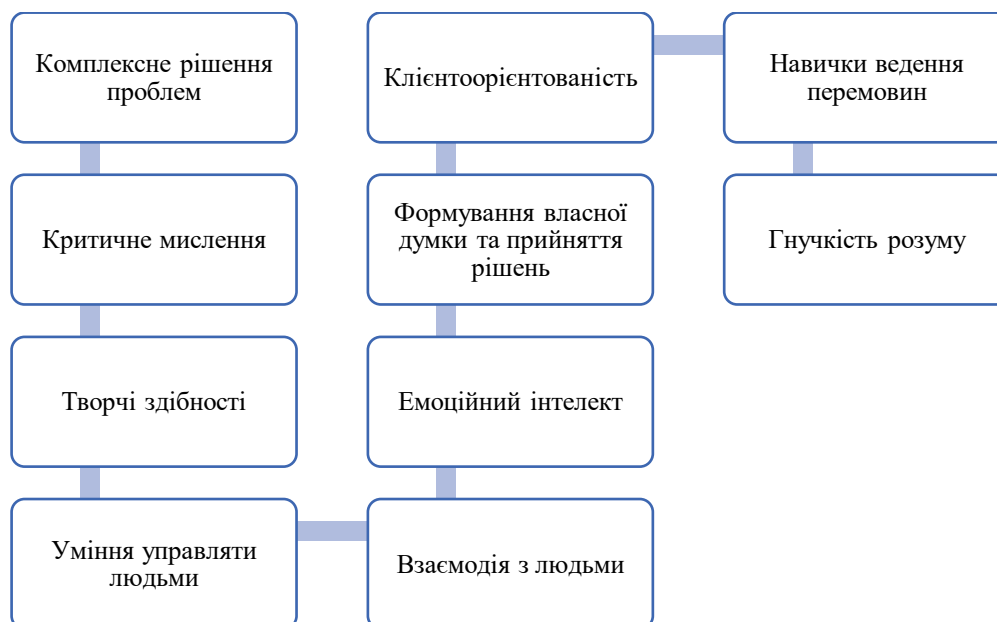 Комплексне рішення
проблем
Критичне мислення
Творчі здібності
Уміння управляти
людьми
Взаємодія з людьми
Емоційний інтелект
Формування власної
думки та прийняття
рішень
Клієнтоорієнтованість
Навички ведення
перемовин
Гнучкість розуму